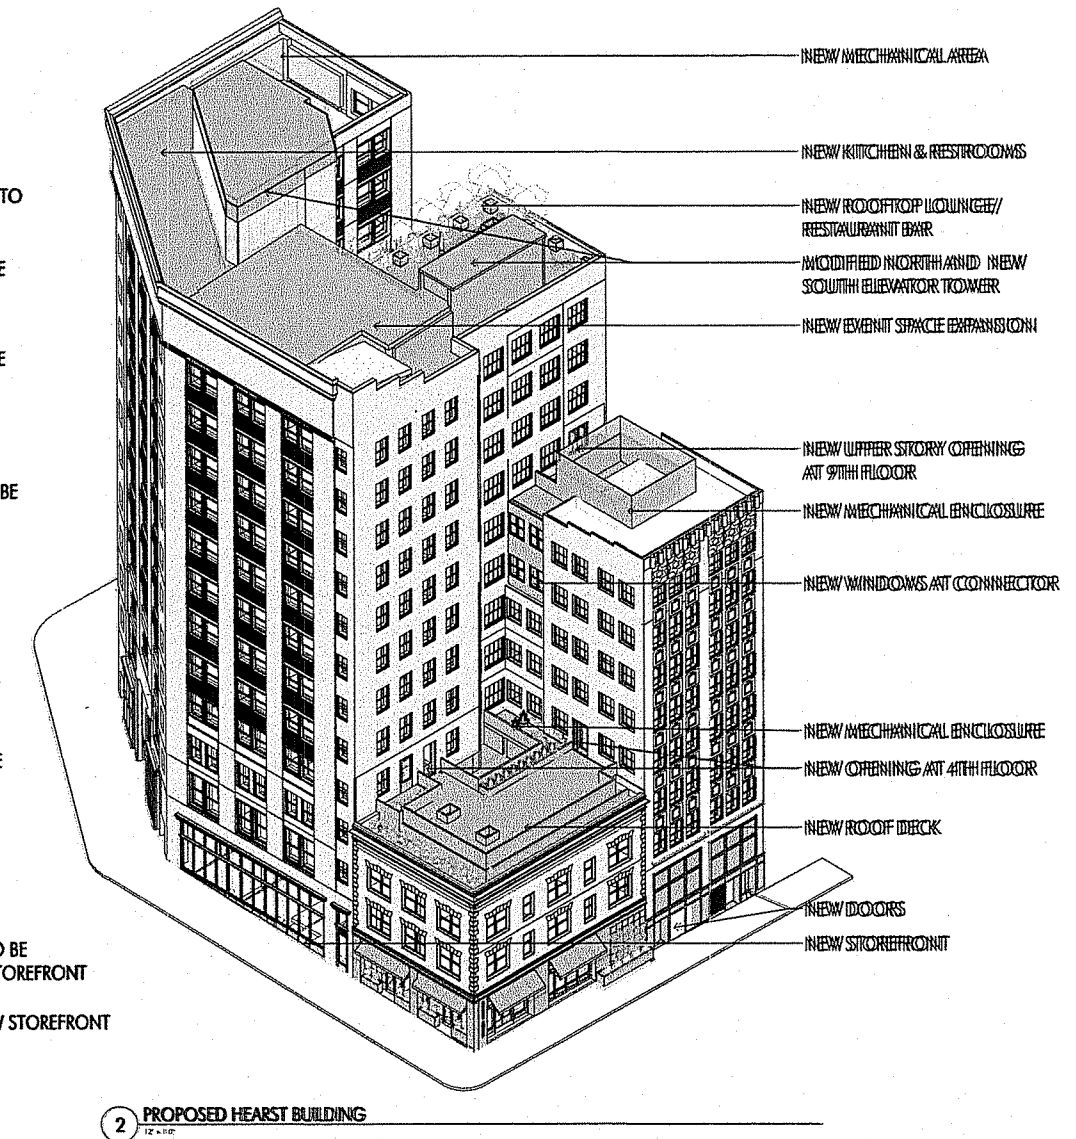 NEW MECHANICAL AREA
NEW KITCHEN & RESTROOMS
TO
NEW ROOFTOP LOUNGE/
RESTAURANT BAR
MODIFIED NORTH AND NEW
SOUTH ELEVATOR TOWER
E
NEW EVENT SPACE EXPANSION
E
NEW UPPER STORY OPENING
AT 9TH FLOOR
BE
NEW MECHANICAL ENCLOSURE
NEW WINDOWS AT CONNECTOR
NEW MECHANICAL ENCLOSURE
E
NEW OPENING AT 4TH FLOOR
NEW ROOF DECK
NEW DOORS
NEW STOREFRONT
O BE
TOREFRONT
W STOREFRONT
2 PROPOSED HEARST BUILDING